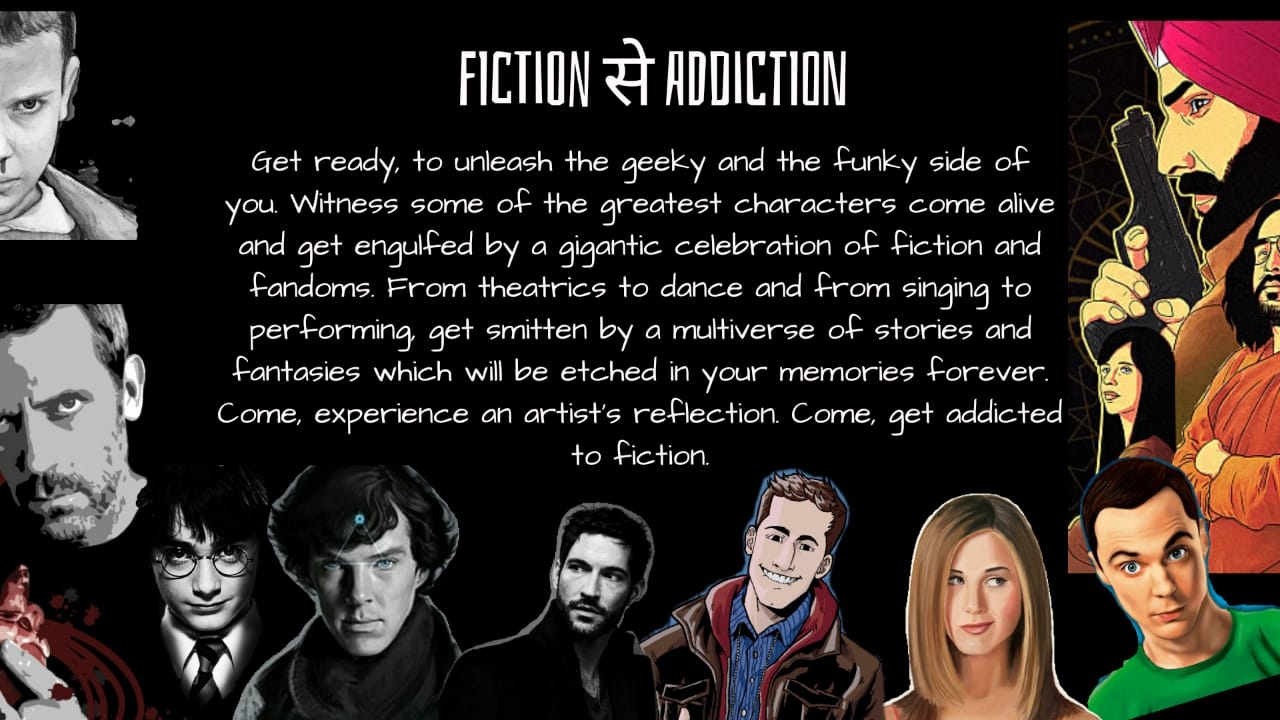 FICTION से ADDICTION
Get ready, to unleash the geeky and the funky side of
you. Witness some of the greatest characters come alive
and get engulfed by a gigantic celebration of fiction and
fandoms. From theatrics to dance and from singing to
performing, get smitten by a multiverse of stories and
fantasies which will be etched in your memories forever.
Come, experience an artist's reflection. Come, get addicted
to fiction.